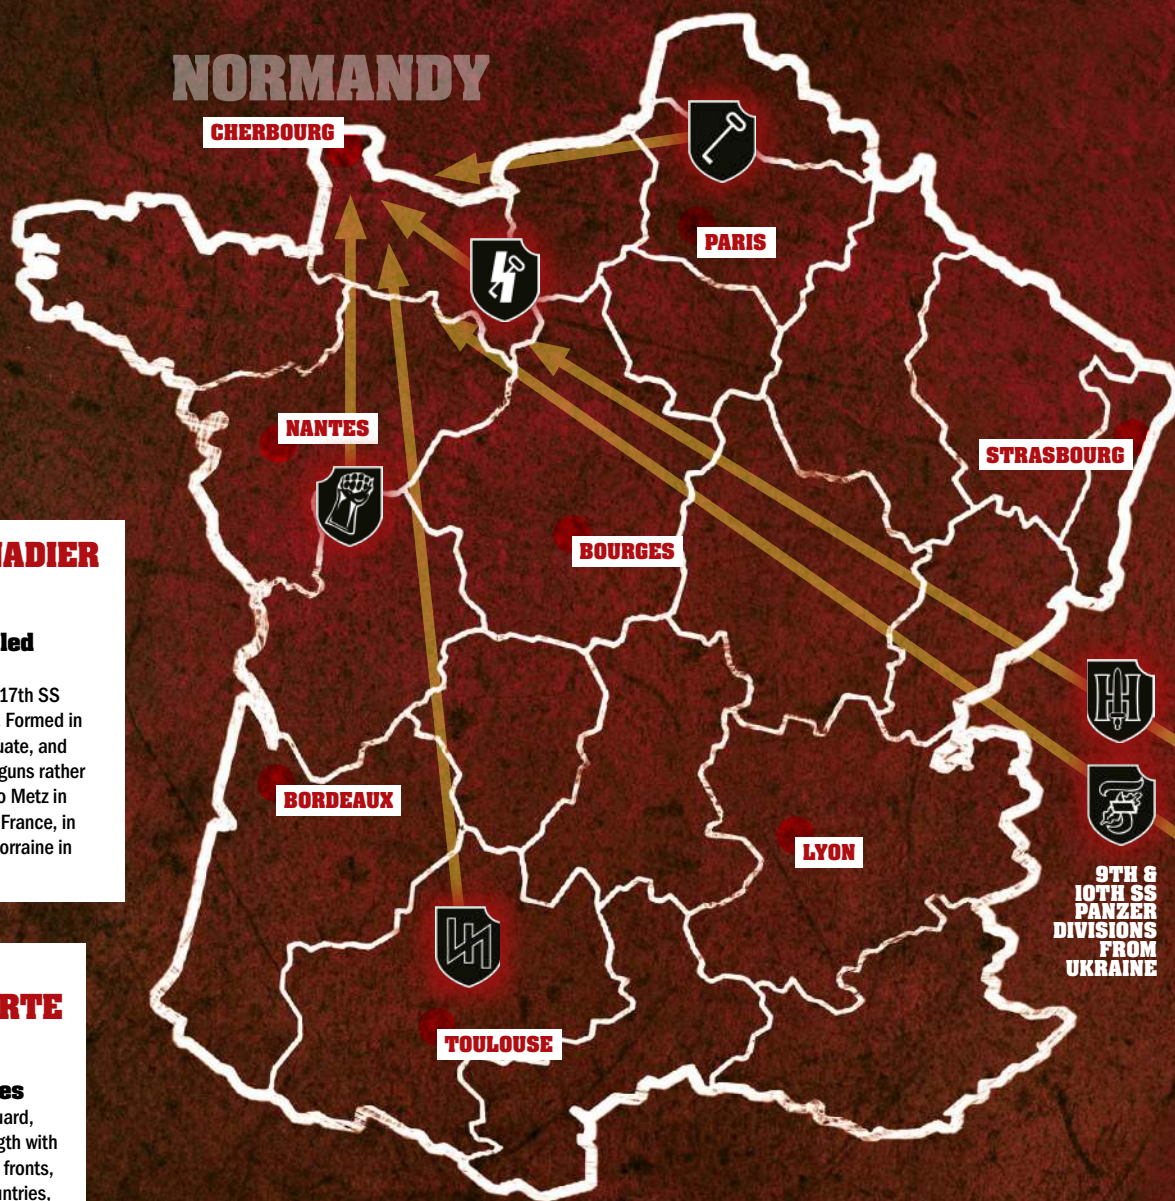 NORMANDY
CHERBOURG
PARIS
NANTES
STRASBOURG
BOURGES
BORDEAUX
LYON
TOULOUSE
9TH &
10TH SS
PANZER
DIVISIONS
FROM
UKRAINE
NADIER
led
17th SS
. Formed in
uate, and
guns rather
o Metz in
France, in
orraine in
RTE
es
uard,
gth with
fronts,
untries,